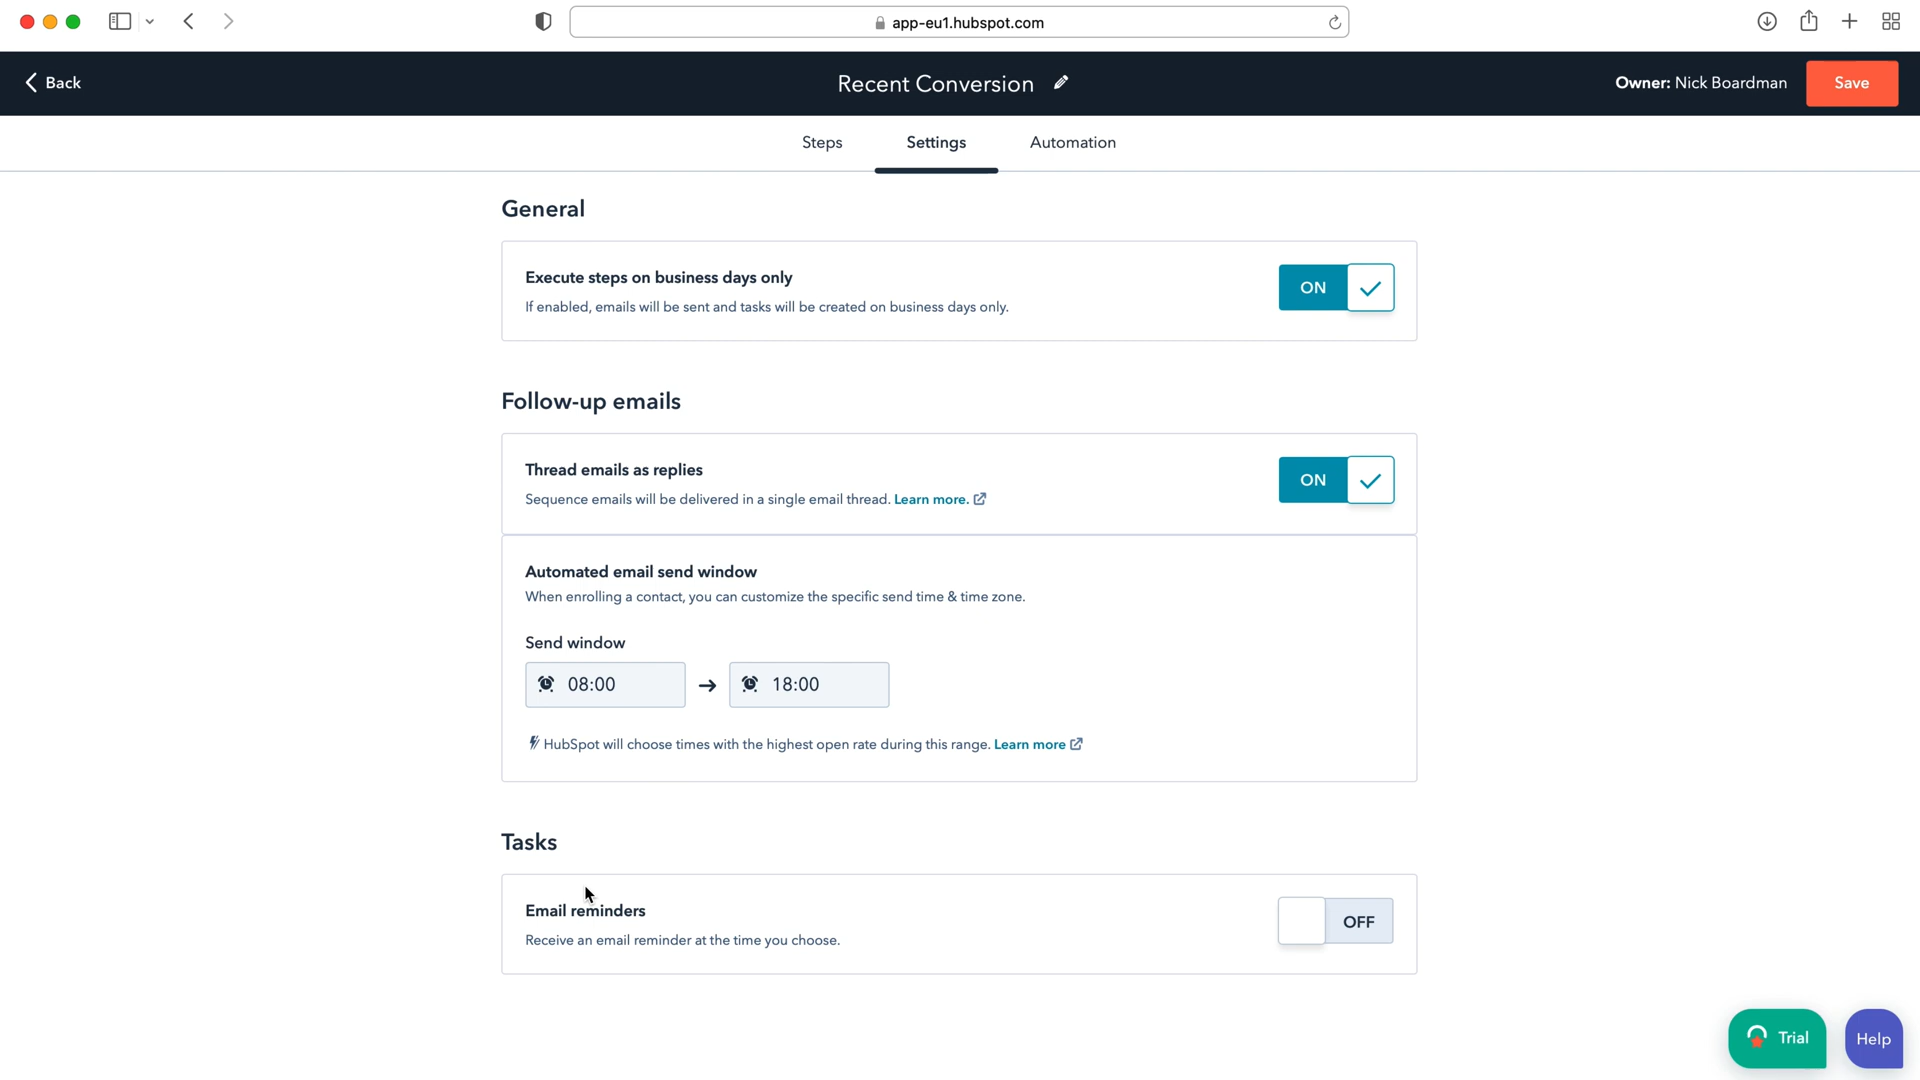 app-eu1.hubspot.com
Back
Recent Conversion
Owner: Nick Boardman
Save
Steps
Settings
Automation
General
Execute steps on business days only
If enabled, emails will be sent and tasks will be created on business days only.
ON
Follow-up emails
Thread emails as replies
Sequence emails will be delivered in a single email thread. Learn more.
ON
Automated email send window
When enrolling a contact, you can customize the specific send time & time zone.
Send window
08:00
18:00
HubSpot will choose times with the highest open rate during this range. Learn more
Tasks
Email reminders
Receive an email reminder at the time you choose.
OFF
Trial
Help